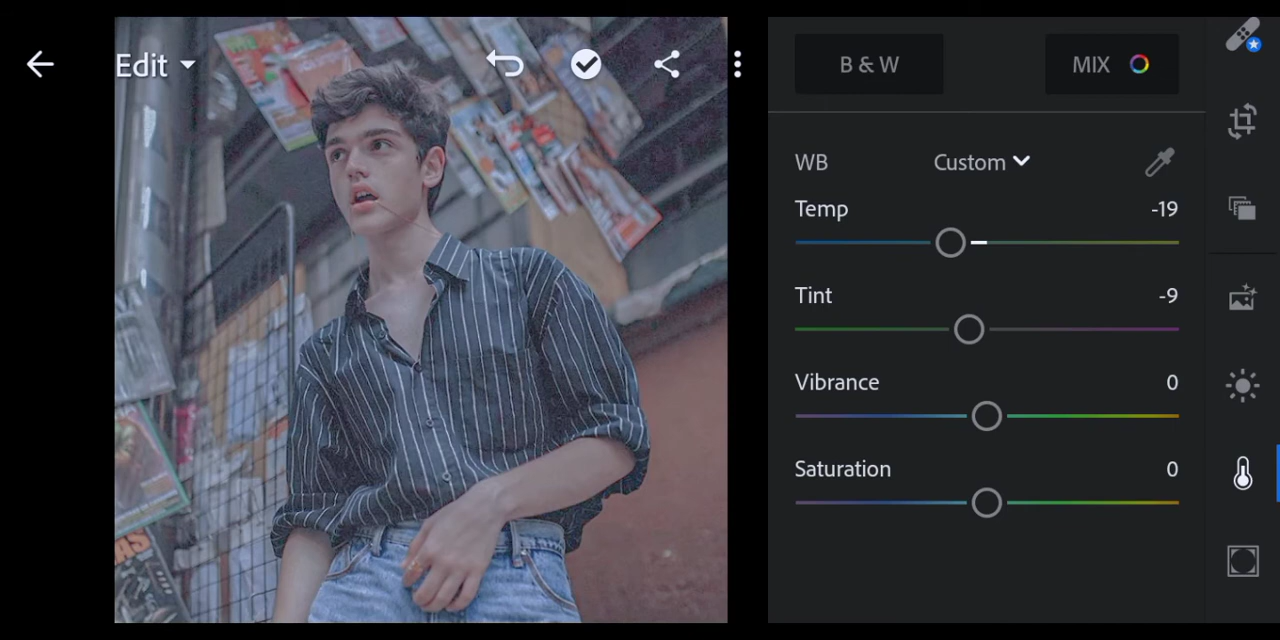 Edit
B & W
MIX
WB
Custom
Temp
-19
Tint
-9
Vibrance
0
Saturation
0